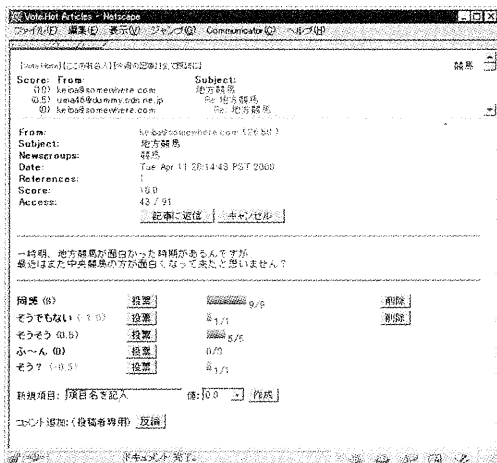 Vote.Hot Articles - Netscape
ファイル(F) 編集(E) 表示(V) ジャンプ(G) Communicator(C) ヘルプ(H)
競馬
Score: From: Subject:
keiba@somewhere.com 地方競馬
(0.5) Re: 地方競馬
(0) keiba@somewhere.com Re: 地方競馬
From: keiba@somewhere.com
Subject: 地方競馬
Newsgroups: 競馬
Date: Tue Apr 11 20:14:43 PST 2000
References:
Score: 10.0
Access: 43 / 91
記事に返信 キャンセル
一時期、地方競馬が面白かった時期があるんですが
最近はまた中央競馬の方が面白くなって来たと思いません？
同感 投票 9/9 削除
そうでもない (-1.0) 投票 1/1 削除
そうそう (0.5) 投票 5/5
ふ～ん (0) 投票 0/0
そう？ (-0.5) 投票 1/1
新規項目: 項目名を記入 値: 0.0 作成
コメント追加: (投稿者専用) 反論
ドキュメント: 完了。